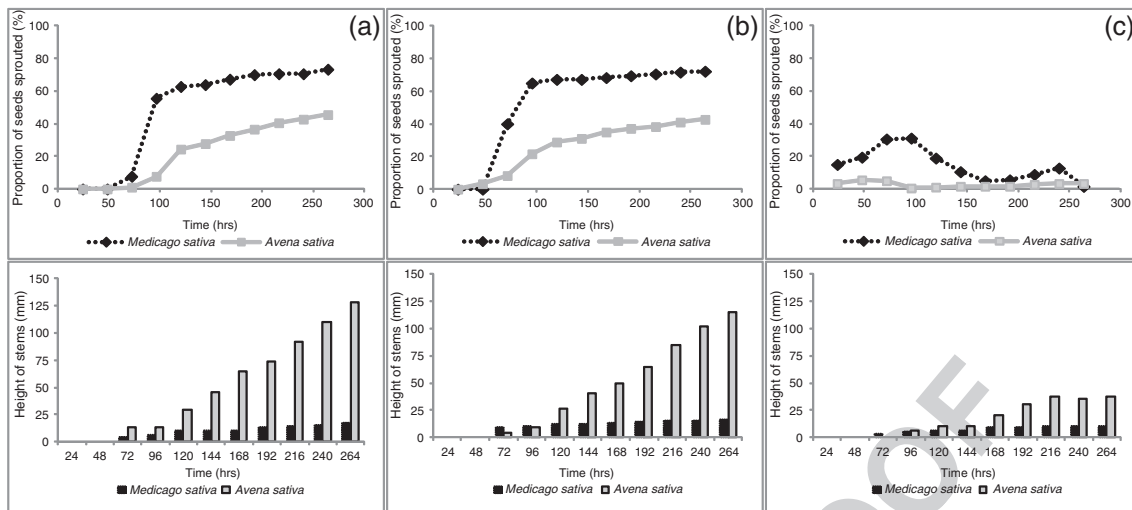 (a)
Proportion of seeds sprouted (%)
100
80
60
40
20
0
0 50 100 150 200 250 300
Time (hrs)
Medicago sativa Avena sativa
(b)
Proportion of seeds sprouted (%)
100
80
60
40
20
0
0 50 100 150 200 250 300
Time (hrs)
Medicago sativa Avena sativa
(c)
Proportion of seeds sprouted (%)
100
80
60
40
20
0
0 50 100 150 200 250 300
Time (hrs)
Medicago sativa Avena sativa
Height of stems (mm)
150
125
100
75
50
25
0
24 48 72 96 120 144 168 192 216 240 264
Time (hrs)
Medicago sativa Avena sativa
Height of stems (mm)
150
125
100
75
50
25
0
24 48 72 96 120 144 168 192 216 240 264
Time (hrs)
Medicago sativa Avena sativa
Height of stems (mm)
150
125
100
75
50
25
0
24 48 72 96 120 144 168 192 216 240 264
Time (hrs)
Medicago sativa Avena sativa
OOF